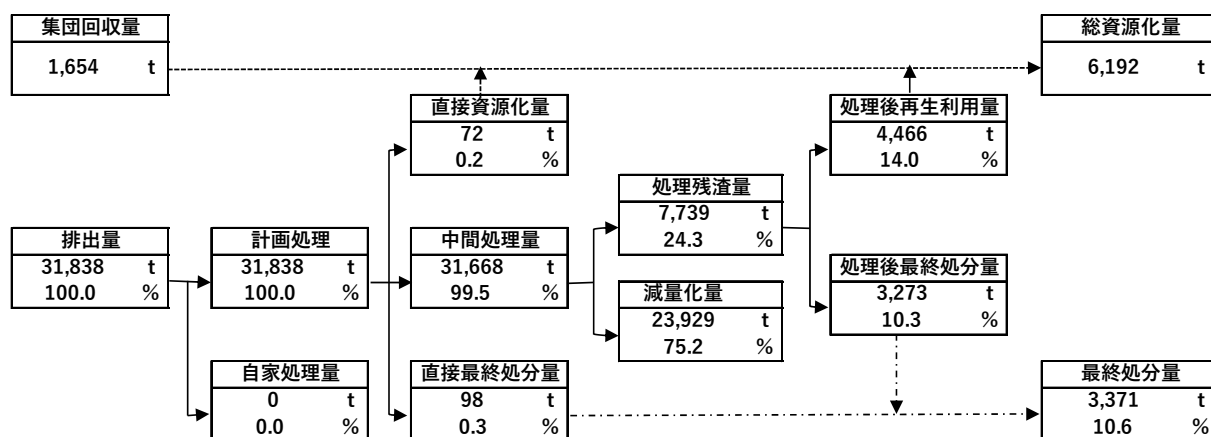 集団回収量
1,654 t
総資源化量
6,192 t
直接資源化量
72 t
0.2 %
処理後再生利用量
4,466 t
14.0 %
処理残渣量
7,739 t
24.3 %
排出量
31,838 t
100.0 %
計画処理
31,838 t
100.0 %
中間処理量
31,668 t
99.5 %
処理後最終処分量
3,273 t
10.3 %
減量化量
23,929 t
75.2 %
自家処理量
0 t
0.0 %
直接最終処分量
98 t
0.3 %
最終処分量
3,371 t
10.6 %